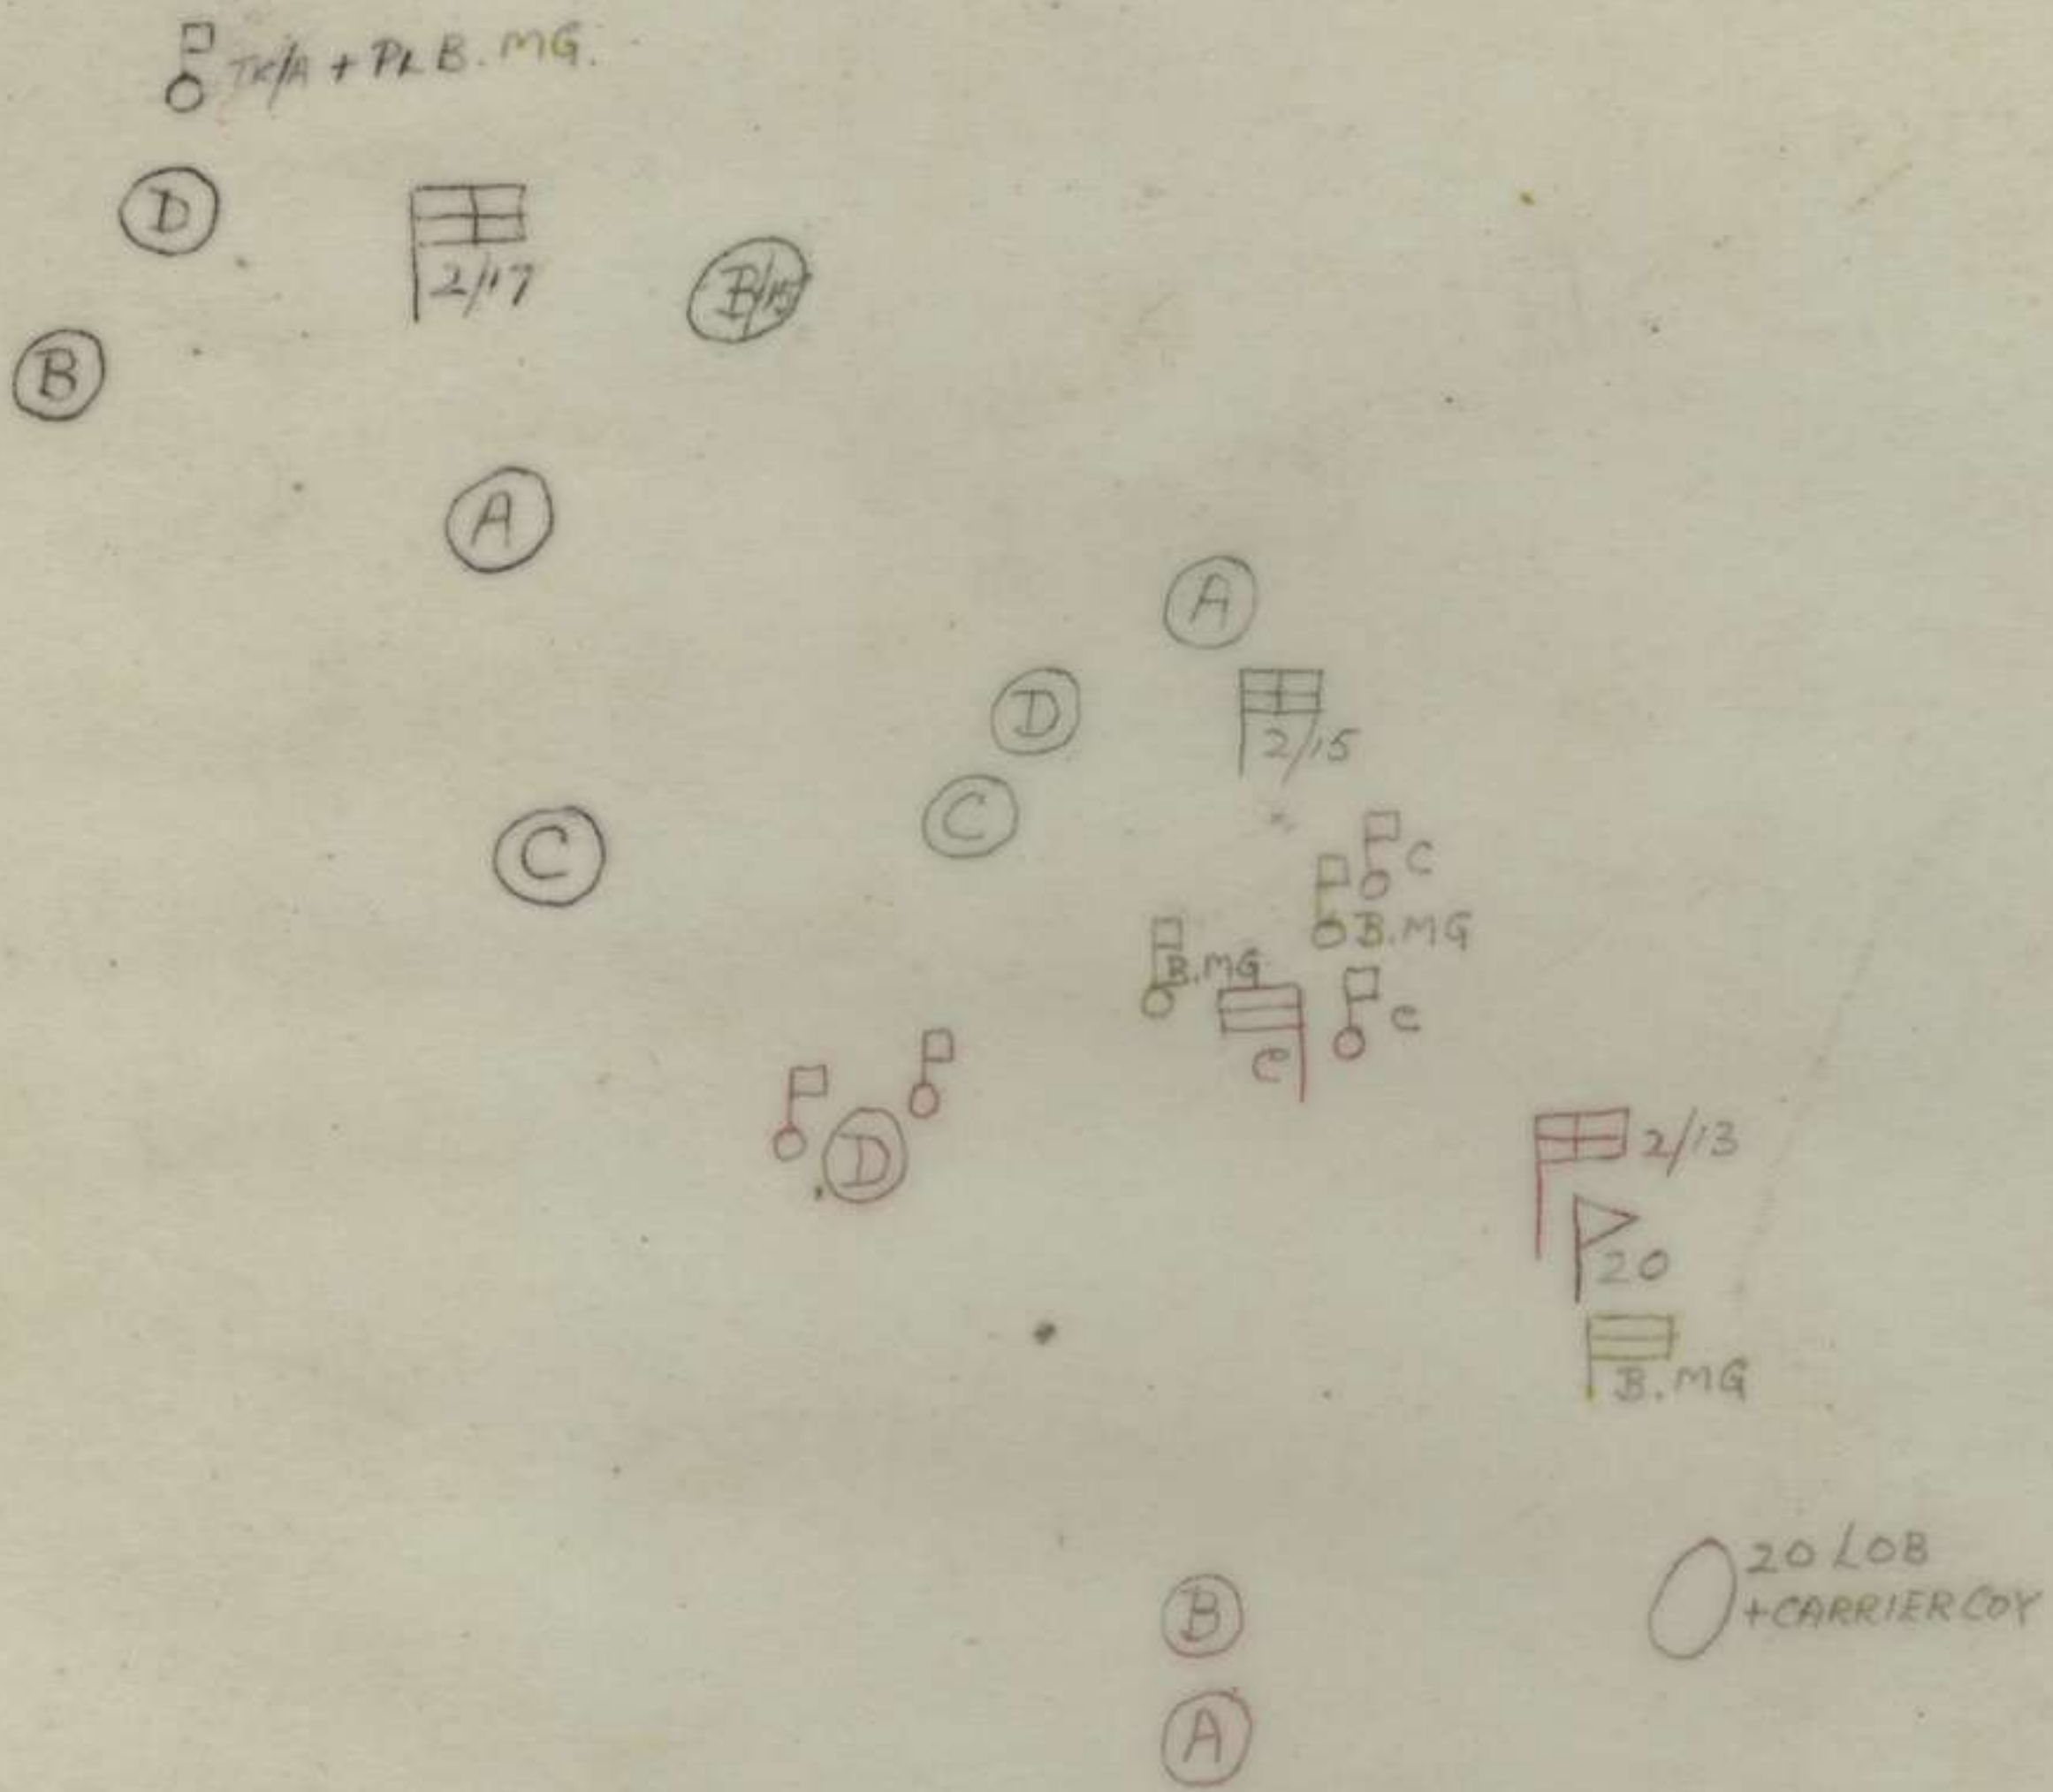 TK/A + PL B. MG.
D
2/17
B/15
B
A
A
D
2/15
C
C
C
B. MG
B. MG
C
C
D
2/13
20
B. MG
20 LOB
+CARRIER COY
B
A